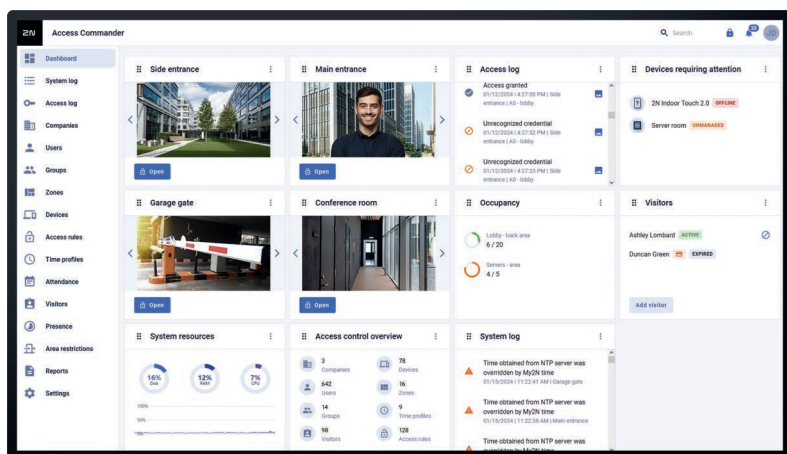 2N Access Commander
Search
23
JD
Dashboard
System log
Access log
Companies
Users
Groups
Zones
Devices
Access rules
Time profiles
Attendance
Visitors
Presence
Area restrictions
Reports
Settings
Side entrance
Open
Main entrance
Open
Access log
Access granted
01/12/2024 | 4:27:55 PM | Side
entrance | A0 - lobby
Unrecognized credential
01/12/2024 | 4:27:52 PM | Side
entrance | A0 - lobby
Unrecognized credential
01/12/2024 | 4:27:23 PM | Side
entrance | A0 - lobby
Devices requiring attention
2N Indoor Touch 2.0 OFFLINE
Server room UNMANAGED
Garage gate
Open
Conference room
Open
Occupancy
Lobby - back area
6 / 20
Servers - area
4 / 5
Visitors
Ashley Lombard ACTIVE
Duncan Green EXPIRED
Add visitor
System resources
16%
Disk
12%
RAM
7%
CPU
100%
50%
0%
Access control overview
3
Companies
78
Devices
642
Users
16
Zones
14
Groups
9
Time profiles
98
Visitors
128
Access rules
System log
Time obtained from NTP server was
overridden by My2N time
01/15/2024 | 11:22:41 AM | Garage gate
Time obtained from NTP server was
overridden by My2N time
01/15/2024 | 11:22:38 AM | Main entrance
Time obtained from NTP server was
overridden by My2N time